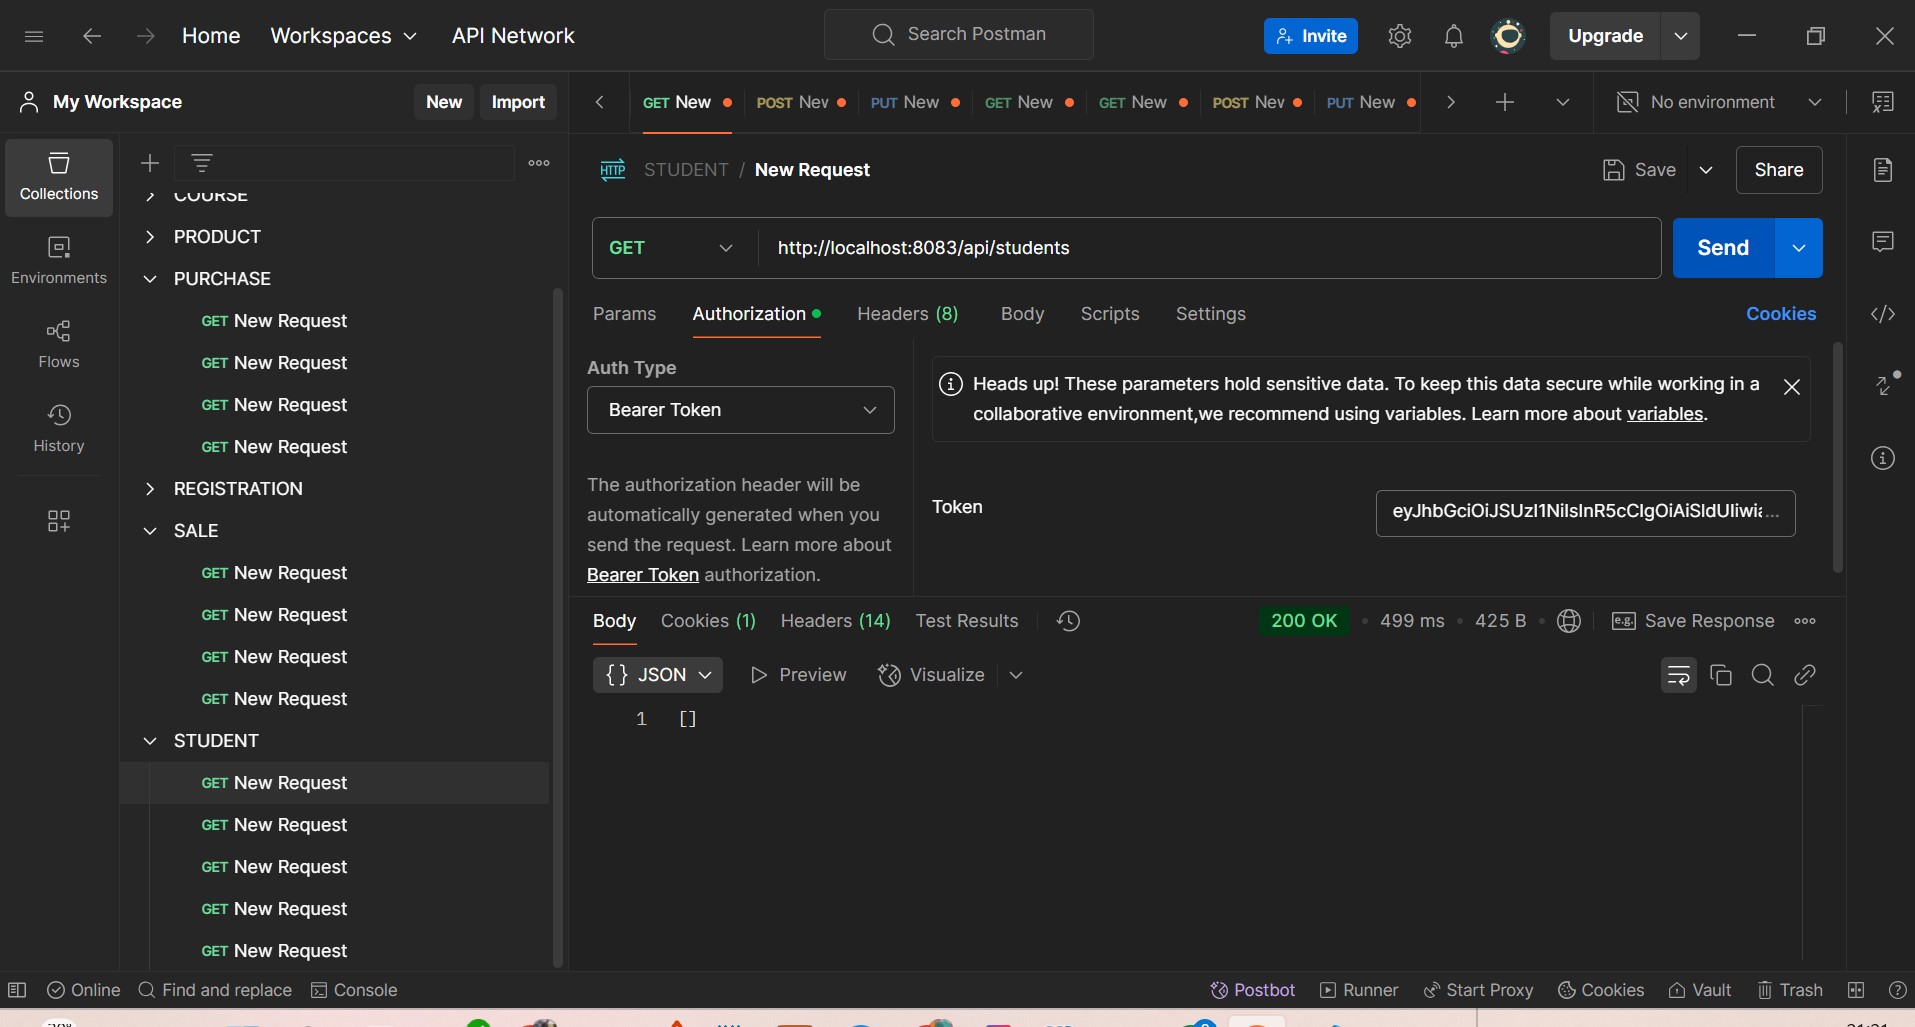 Home Workspaces API Network Search Postman Invite Upgrade
My Workspace New Import GET New POST New PUT New GET New GET New POST New PUT New No environment
Collections
Environments
Flows
History
COURSE
PRODUCT
PURCHASE
GET New Request
GET New Request
GET New Request
GET New Request
REGISTRATION
SALE
GET New Request
GET New Request
GET New Request
GET New Request
STUDENT
GET New Request
GET New Request
GET New Request
GET New Request
GET New Request
HTTP STUDENT / New Request Save Share
GET http://localhost:8083/api/students Send
Params Authorization Headers (8) Body Scripts Settings Cookies
Auth Type
Bearer Token
The authorization header will be
automatically generated when you
send the request. Learn more about
Bearer Token authorization.
Heads up! These parameters hold sensitive data. To keep this data secure while working in a
collaborative environment,we recommend using variables. Learn more about variables.
Token
Body Cookies (1) Headers (14) Test Results 200 OK • 499 ms • 425 B e.g. Save Response
{} JSON Preview Visualize
1 []
Online Find and replace Console Postbot Runner Start Proxy Cookies Vault Trash